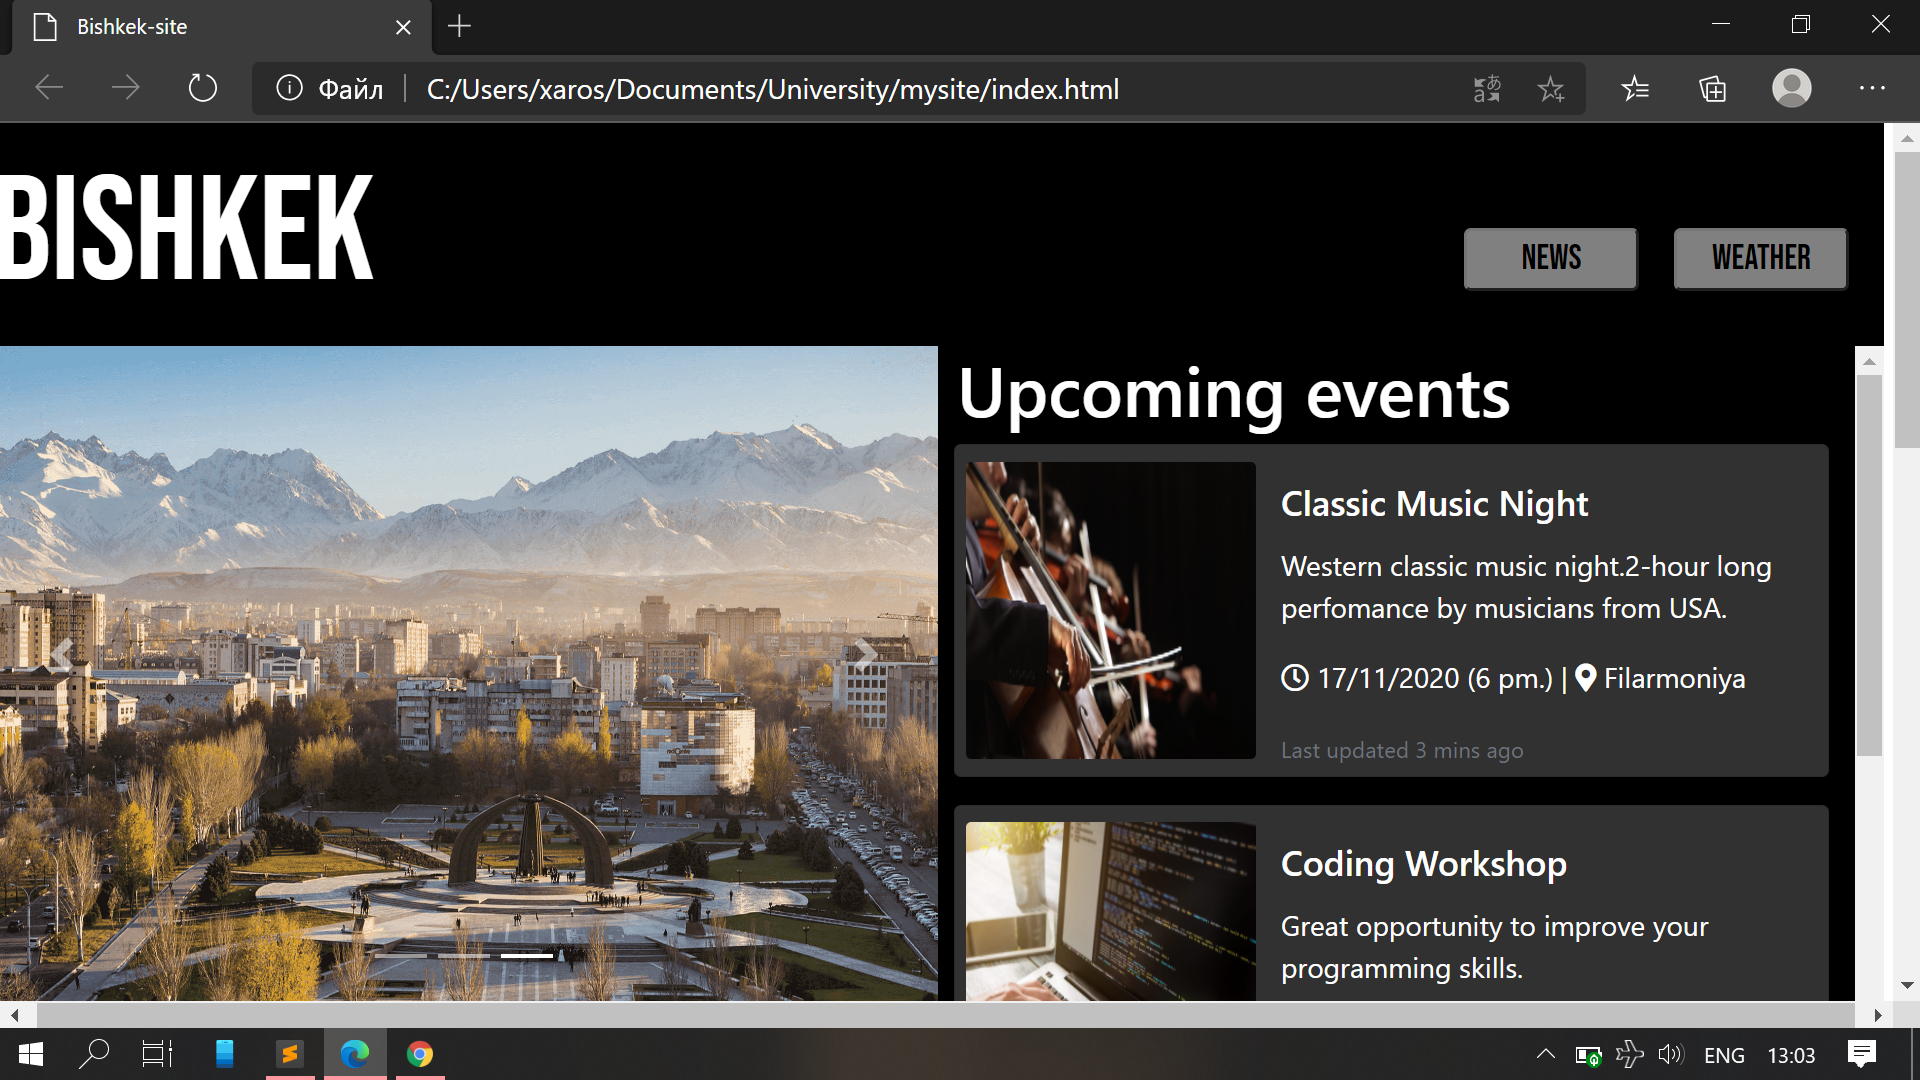 Bishkek-site
Файл
C:/Users/xaros/Documents/University/mysite/index.html
BISHKEK
NEWS
WEATHER
Upcoming events
Classic Music Night
Western classic music night.2-hour long
perfomance by musicians from USA.
17/11/2020 (6 pm.) | Filarmoniya
Last updated 3 mins ago
Coding Workshop
Great opportunity to improve your
programming skills.
ENG
13:03